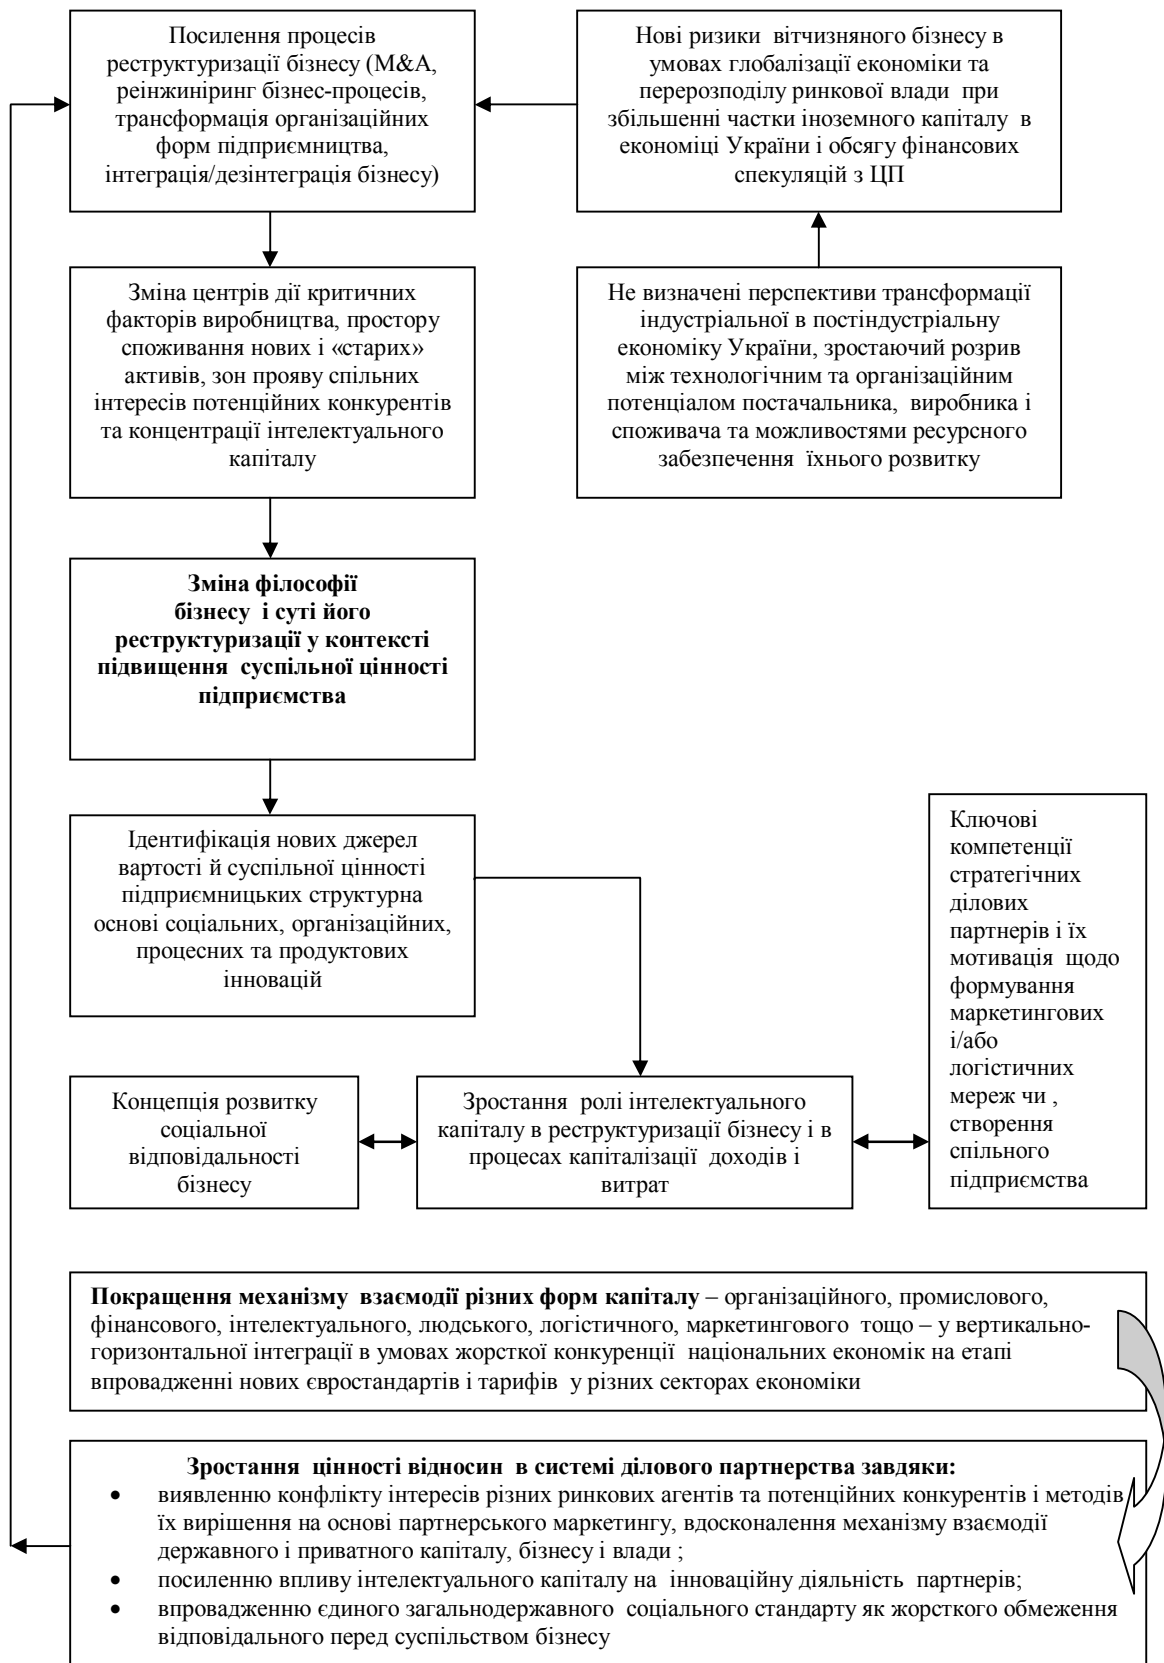 Посилення процесів
реструктуризації бізнесу (M&A,
реінжиніринг бізнес-процесів,
трансформація організаційних
форм підприємництва,
інтеграція/дезінтеграція бізнесу)
Нові ризики вітчизняного бізнесу в
умовах глобалізації економіки та
перерозподілу ринкової влади при
збільшенні частки іноземного капіталу в
економіці України і обсягу фінансових
спекуляцій з ЦП
Зміна центрів дії критичних
факторів виробництва, простору
споживання нових і «старих»
активів, зон прояву спільних
інтересів потенційних конкурентів
та концентрації інтелектуального
капіталу
Не визначені перспективи трансформації
індустріальної в постіндустріальну
економіку України, зростаючий розрив
між технологічним та організаційним
потенціалом постачальника, виробника і
споживача та можливостями ресурсного
забезпечення їхнього розвитку
Зміна філософії
бізнесу і суті його
реструктуризації у контексті
підвищення суспільної цінності
підприємства
Ідентифікація нових джерел
вартості й суспільної цінності
підприємницьких структурна
основі соціальних, організаційних,
процесних та продуктових
інновацій
Ключові
компетенції
стратегічних
ділових
партнерів і їх
мотивація щодо
формування
маркетингових
і/або
логістичних
мереж чи ,
створення
спільного
підприємства
Концепція розвитку
соціальної
відповідальності
бізнесу
Зростання ролі інтелектуального
капіталу в реструктуризації бізнесу і в
процесах капіталізації доходів і
витрат
Покращення механізму взаємодії різних форм капіталу – організаційного, промислового,
фінансового, інтелектуального, людського, логістичного, маркетингового тощо – у вертикально-
горизонтальної інтеграції в умовах жорсткої конкуренції національних економік на етапі
впровадженні нових євростандартів і тарифів у різних секторах економіки
Зростання цінності відносин в системі ділового партнерства завдяки:
• виявленню конфлікту інтересів різних ринкових агентів та потенційних конкурентів і методів
їх вирішення на основі партнерського маркетингу, вдосконалення механізму взаємодії
державного і приватного капіталу, бізнесу і влади ;
• посиленню впливу інтелектуального капіталу на інноваційну діяльність партнерів;
• впровадженню єдиного загальнодержавного соціального стандарту як жорсткого обмеження
відповідального перед суспільством бізнесу